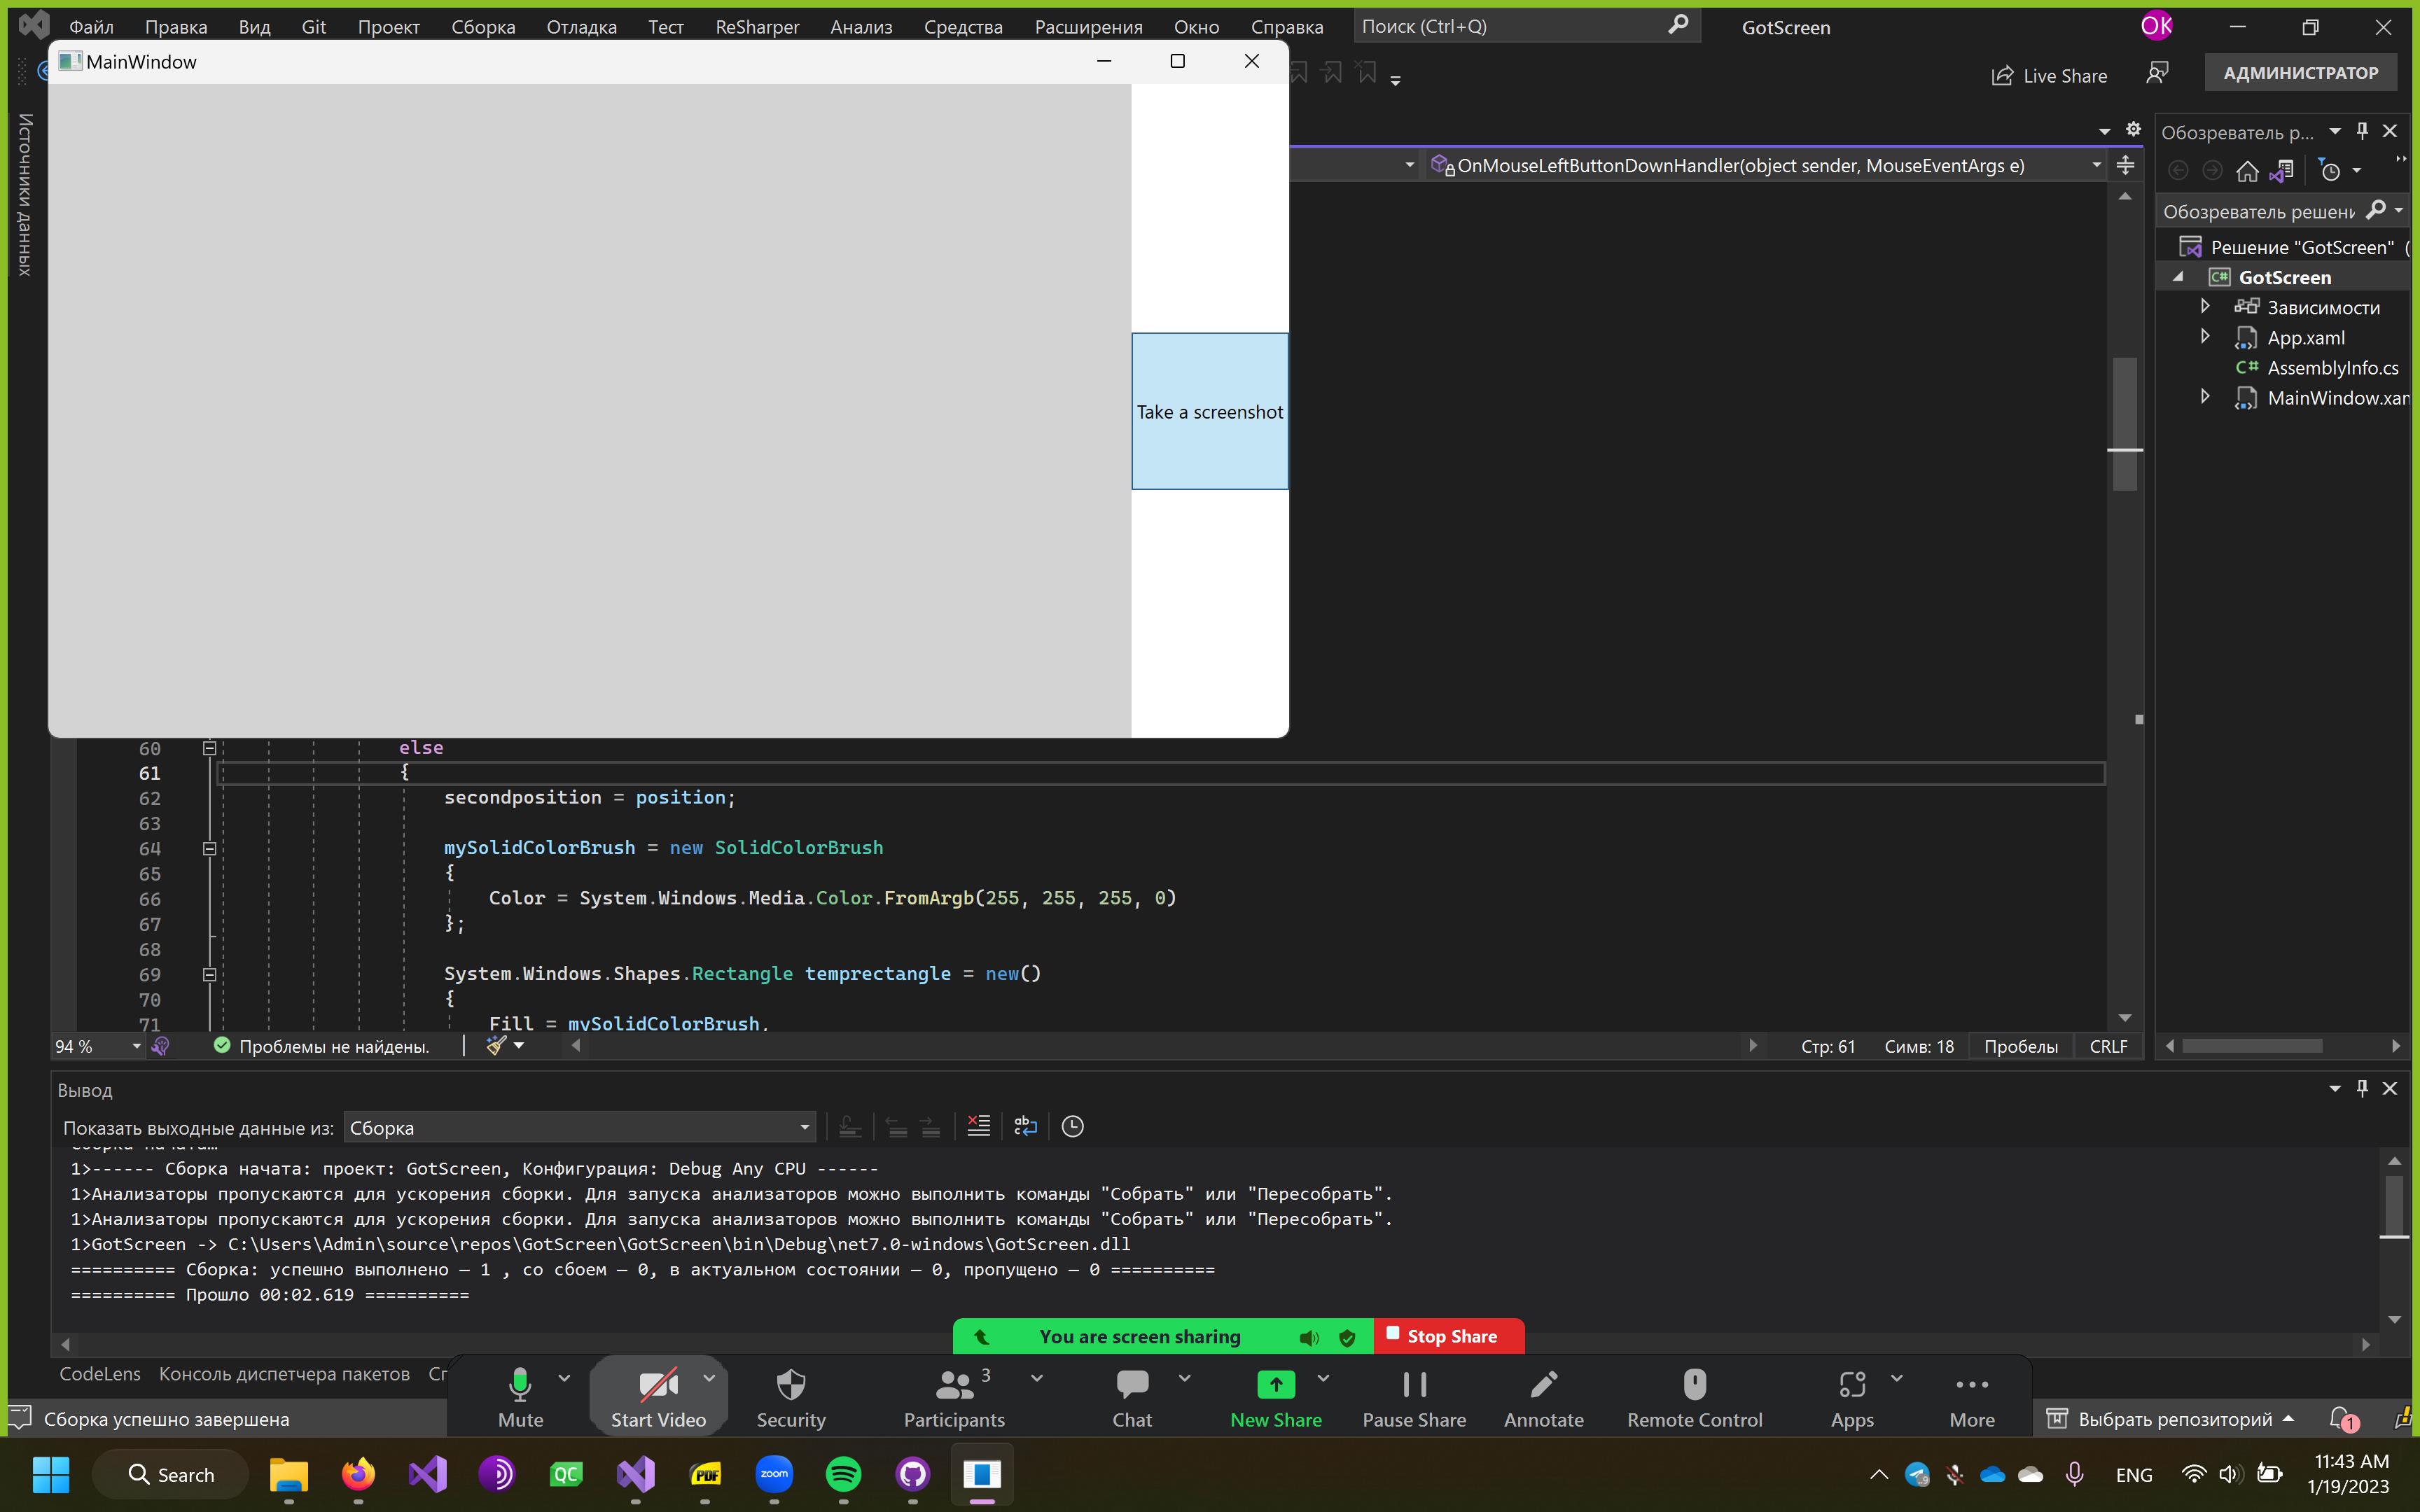 Файл Правка Вид Git Проект Сборка Отладка Тест ReSharper Анализ Средства Расширения Окно Справка Поиск (Ctrl+Q) GotScreen OK
MainWindow
Live Share АДМИНИСТРАТОР
Источники данных
Обозреватель р...
OnMouseLeftButtonDownHandler(object sender, MouseEventArgs e)
Обозреватель решени
Решение "GotScreen" (
C# GotScreen
Зависимости
App.xaml
C# AssemblyInfo.cs
MainWindow.xam
Take a screenshot
60 else
61 {
62 secondposition = position;
63
64 mySolidColorBrush = new SolidColorBrush
65 {
66 Color = System.Windows.Media.Color.FromArgb(255, 255, 255, 0)
67 };
68
69 System.Windows.Shapes.Rectangle temprectangle = new()
70 {
71 Fill = mySolidColorBrush,
94 % Проблемы не найдены. Стр: 61 Симв: 18 Пробелы CRLF
Вывод
Показать выходные данные из: Сборка
Сборка начата…
1>------ Сборка начата: проект: GotScreen, Конфигурация: Debug Any CPU ------
1>Анализаторы пропускаются для ускорения сборки. Для запуска анализаторов можно выполнить команды "Собрать" или "Пересобрать".
1>Анализаторы пропускаются для ускорения сборки. Для запуска анализаторов можно выполнить команды "Собрать" или "Пересобрать".
1>GotScreen -> C:\Users\Admin\source\repos\GotScreen\GotScreen\bin\Debug\net7.0-windows\GotScreen.dll
========== Сборка: успешно выполнено – 1 , со сбоем – 0, в актуальном состоянии – 0, пропущено – 0 ==========
========== Прошло 00:02.619 ==========
You are screen sharing Stop Share
CodeLens Консоль диспетчера пакетов Сп
3
Mute Start Video Security Participants Chat New Share Pause Share Annotate Remote Control Apps More
Сборка успешно завершена Выбрать репозиторий 1
Search QC PDF zoom ENG
11:43 AM
1/19/2023